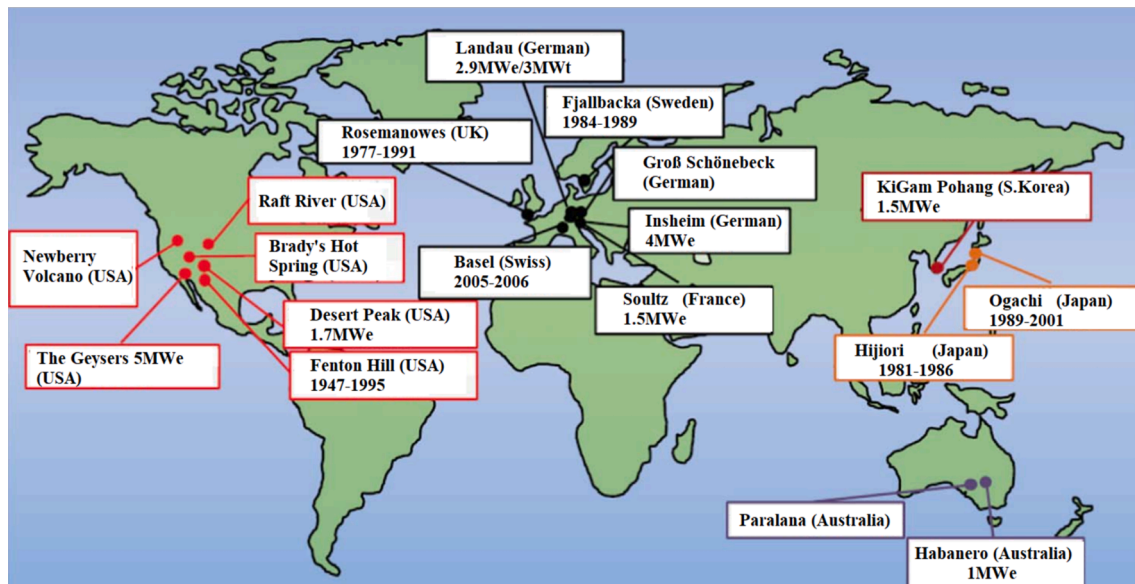 Landau (German)
2.9MWe/3MWt
Fjallbacka (Sweden)
1984-1989
Rosemanowes (UK)
1977-1991
Groß Schönebeck
(German)
KiGam Pohang (S.Korea)
1.5MWe
Raft River (USA)
Newberry
Volcano (USA)
Brady's Hot
Spring (USA)
Insheim (German)
4MWe
Basel (Swiss)
2005-2006
Soultz (France)
1.5MWe
Ogachi (Japan)
1989-2001
Desert Peak (USA)
1.7MWe
Hijiori (Japan)
1981-1986
The Geysers 5MWe
(USA)
Fenton Hill (USA)
1947-1995
Paralana (Australia)
Habanero (Australia)
1MWe